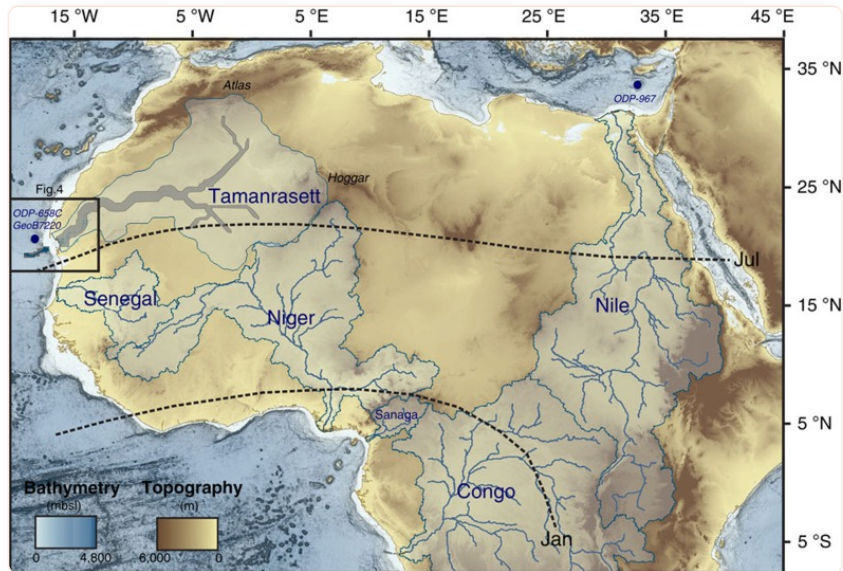 15 °W
5 °W
5 °E
15 °E
25 °E
35 °E
45 °E
35 °N
Atlas
ODP-967
Hoggar
25 °N
Fig.4
Tamanrasett
ODP-658C
GeoB7220
Jul
Senegal
Nile
15 °N
Niger
Sanaga
5 °N
Bathymetry
(mbsl)
0
4,800
Topography
(m)
6,000
0
Congo
Jan
5 °S